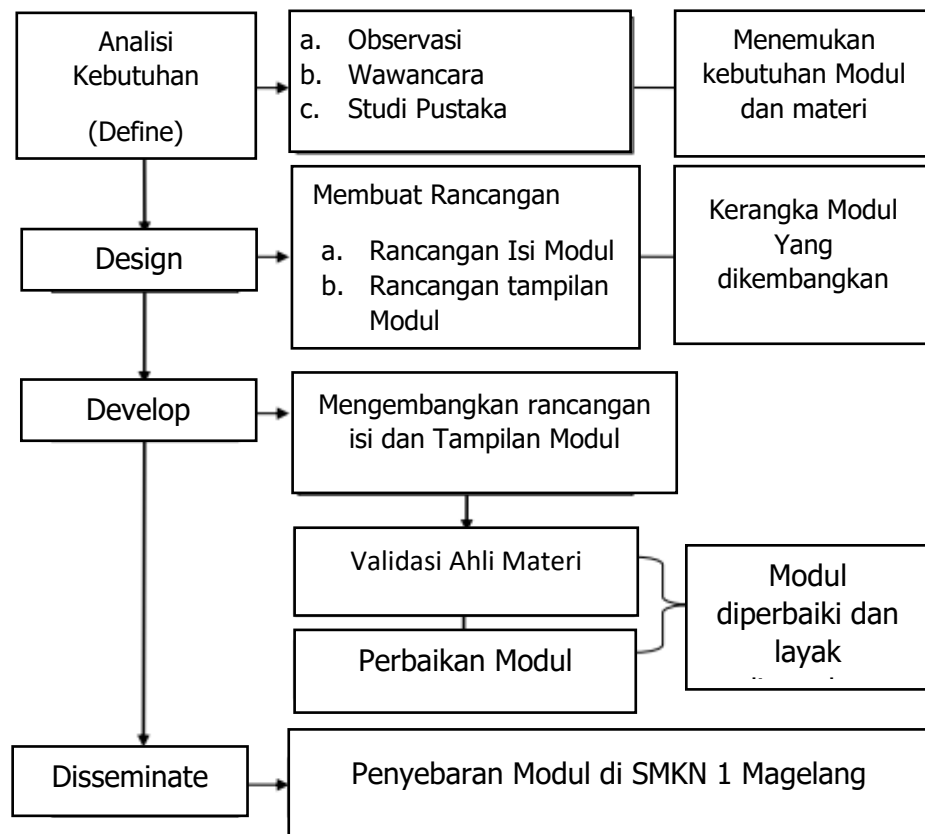 Analisi
Kebutuhan
(Define)
a. Observasi
b. Wawancara
c. Studi Pustaka
Menemukan
kebutuhan Modul
dan materi
Design
Membuat Rancangan
a. Rancangan Isi Modul
b. Rancangan tampilan
Modul
Kerangka Modul
Yang
dikembangkan
Develop
Mengembangkan rancangan
isi dan Tampilan Modul
Validasi Ahli Materi
Perbaikan Modul
Modul
diperbaiki dan
layak
Disseminate
Penyebaran Modul di SMKN 1 Magelang